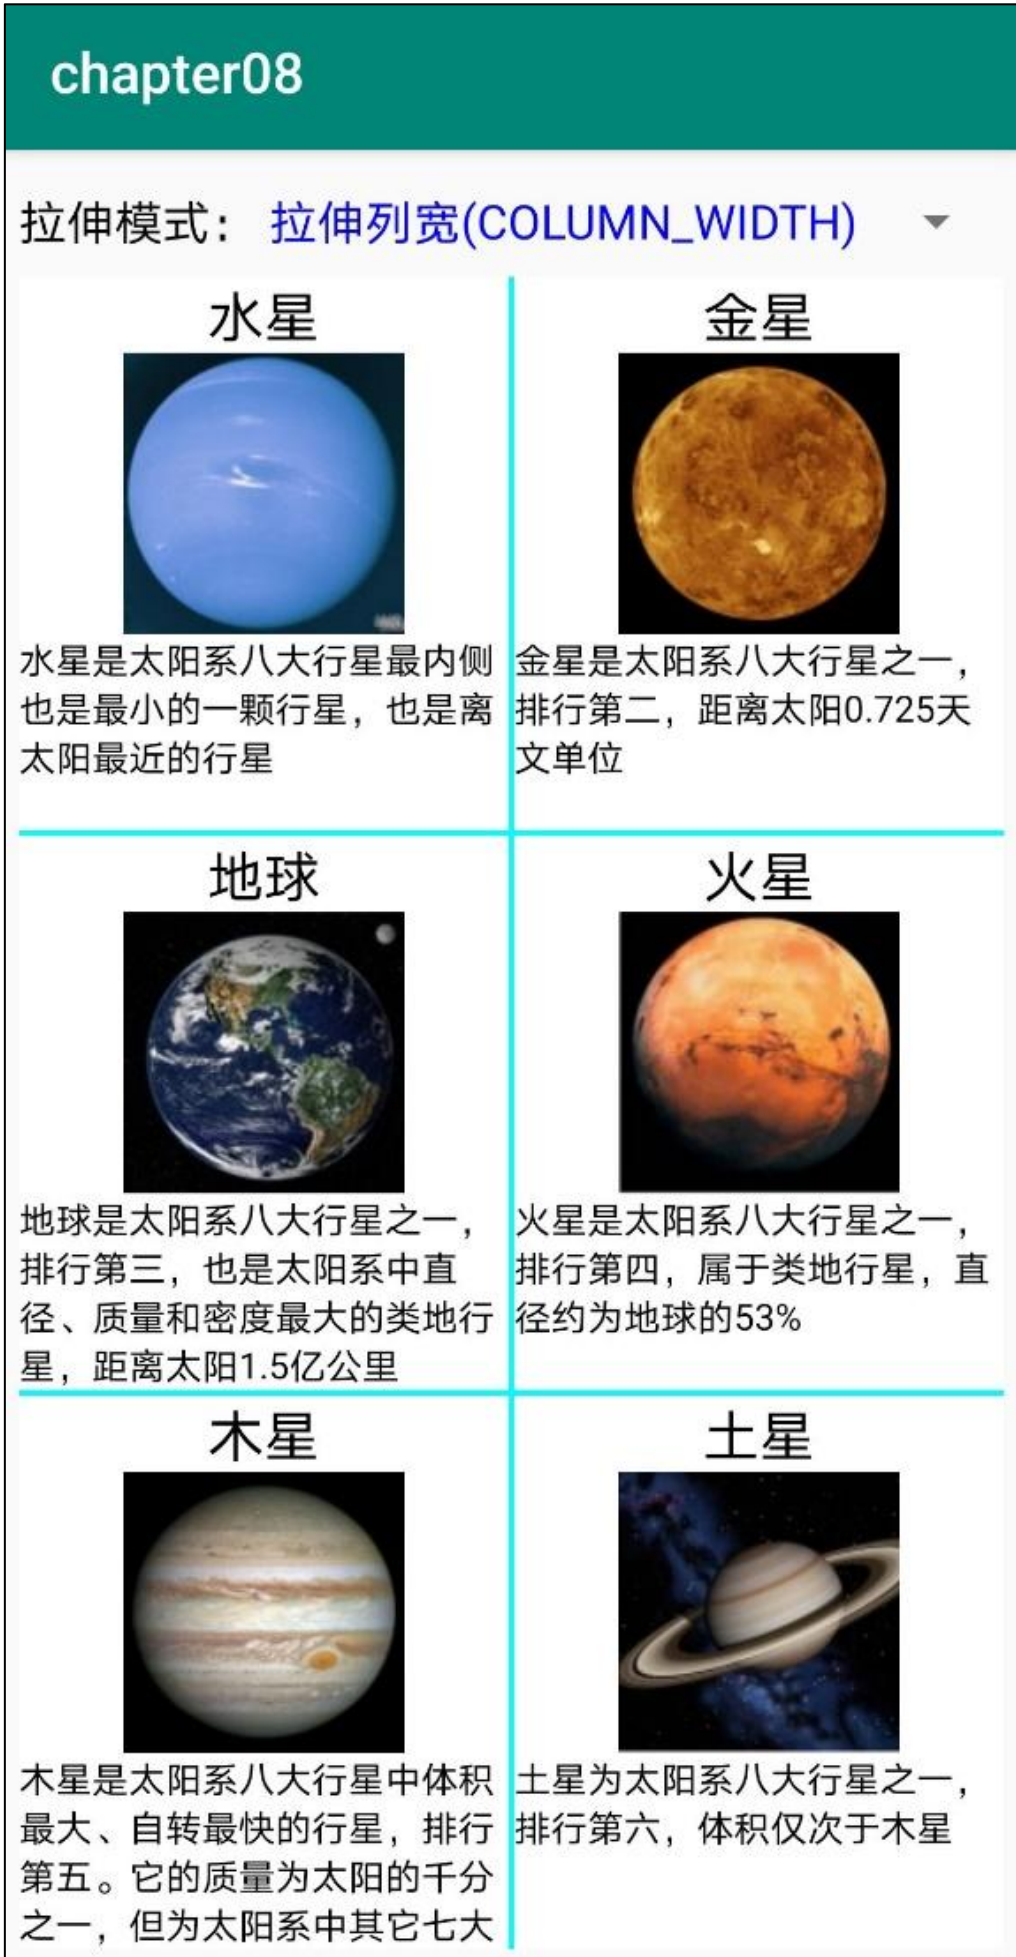 chapter08
拉伸模式： 拉伸列宽(COLUMN_WIDTH)
水星
水星是太阳系八大行星最内侧
也是最小的一颗行星，也是离
太阳最近的行星
金星
金星是太阳系八大行星之一，
排行第二，距离太阳0.725天
文单位
地球
地球是太阳系八大行星之一，
排行第三，也是太阳系中直
径、质量和密度最大的类地行
星，距离太阳1.5亿公里
火星
火星是太阳系八大行星之一，
排行第四，属于类地行星，直
径约为地球的53%
木星
木星是太阳系八大行星中体积
最大、自转最快的行星，排行
第五。它的质量为太阳的千分
之一，但为太阳系中其它七大
土星
土星为太阳系八大行星之一，
排行第六，体积仅次于木星